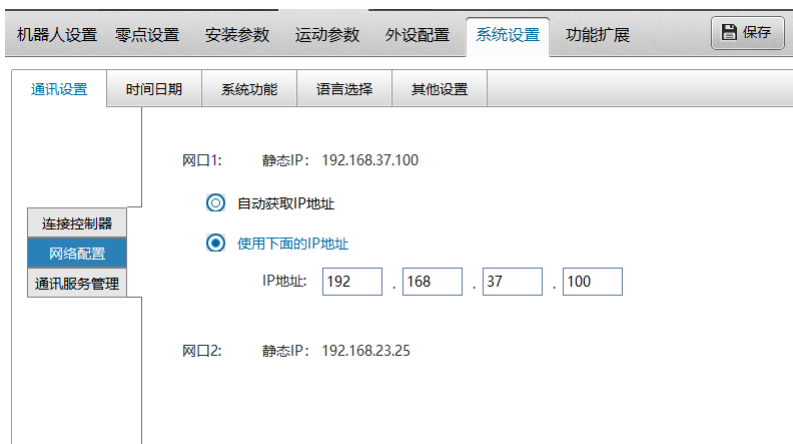 机器人设置 零点设置 安装参数 运动参数 外设配置 系统设置 功能扩展 保存
通讯设置 时间日期 系统功能 语言选择 其他设置
网口1: 静态IP: 192.168.37.100
自动获取IP地址
连接控制器
使用下面的IP地址
网络配置
IP地址: 192 . 168 . 37 . 100
通讯服务管理
网口2: 静态IP: 192.168.23.25